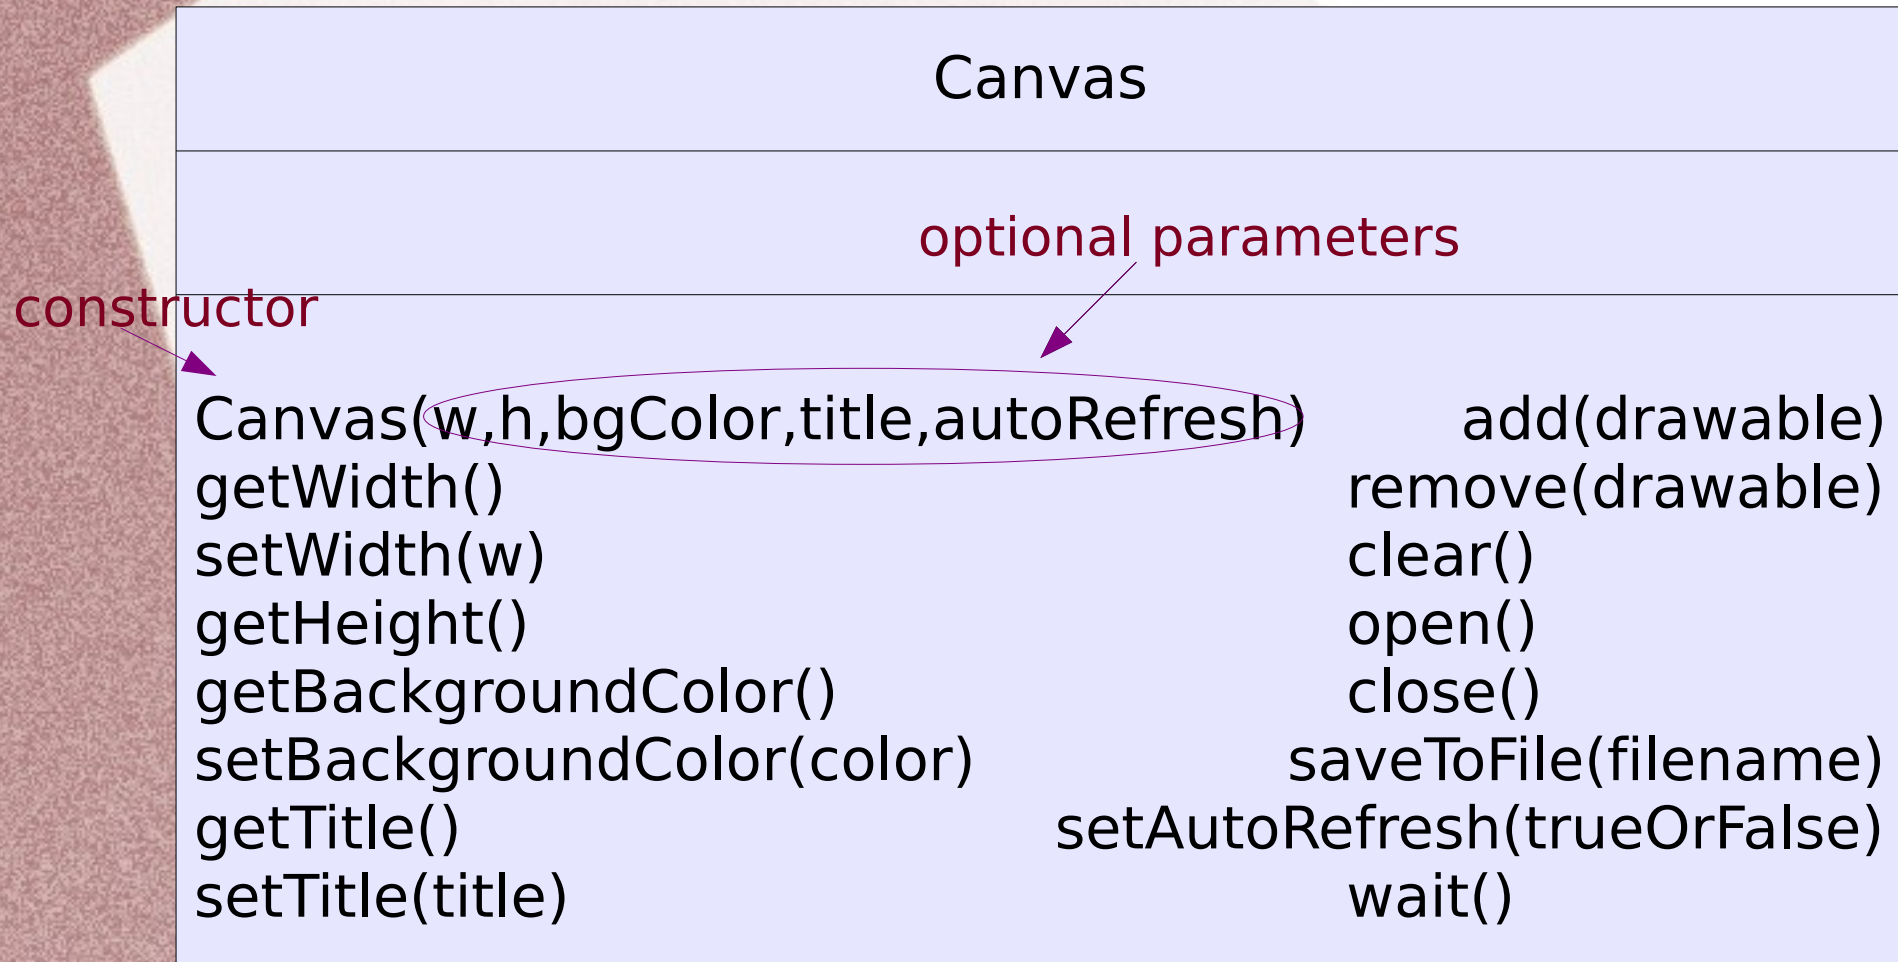 Canvas
optional parameters
constructor
Canvas(w,h,bgColor,title,autoRefresh) add(drawable)
getWidth() remove(drawable)
setWidth(w) clear()
getHeight() open()
getBackgroundColor() close()
setBackgroundColor(color) saveToFile(filename)
getTitle() setAutoRefresh(trueOrFalse)
setTitle(title) wait()